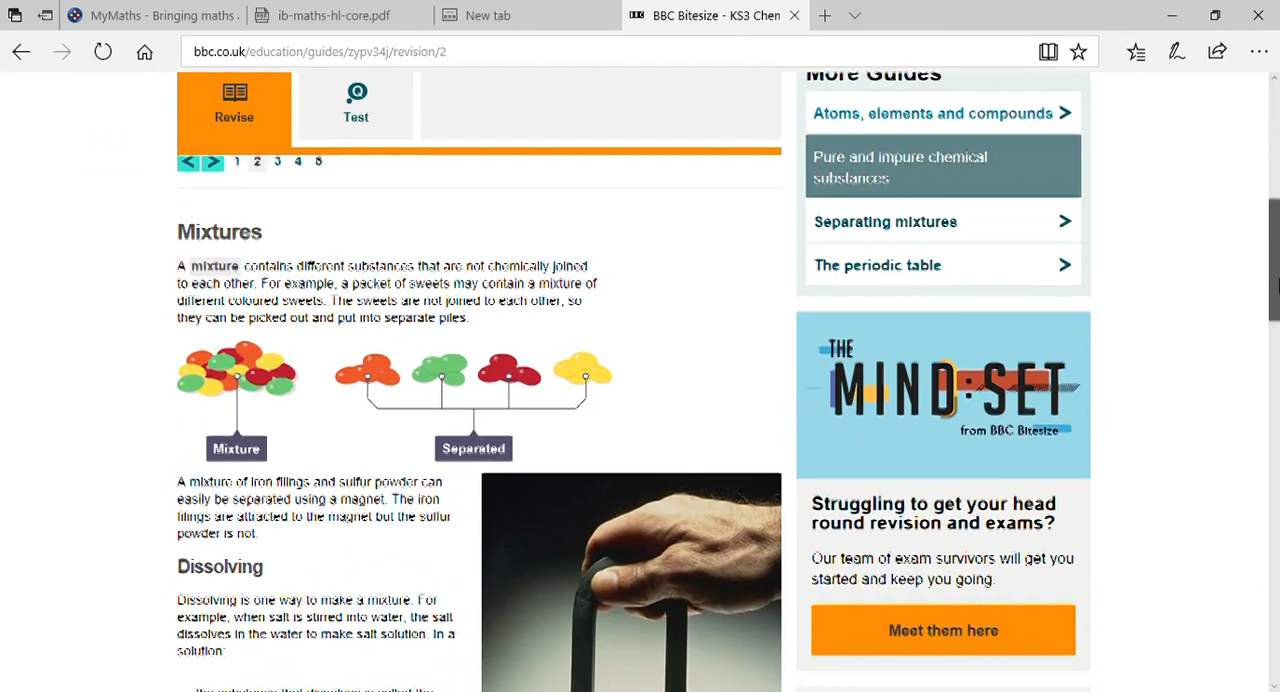 MyMaths - Bringing maths
ib-maths-hl-core.pdf
New tab
BBC Bitesize - KS3 Chem
bbc.co.uk/education/guides/zypv34j/revision/2
Revise
Test
1 2 3 4 5
Mixtures
A mixture contains different substances that are not chemically joined
to each other. For example, a packet of sweets may contain a mixture of
different coloured sweets. The sweets are not joined to each other, so
they can be picked out and put into separate piles.
Mixture
Separated
A mixture of iron filings and sulfur powder can
easily be separated using a magnet. The iron
filings are attracted to the magnet but the sulfur
powder is not.
Dissolving
Dissolving is one way to make a mixture. For
example, when salt is stirred into water, the salt
dissolves in the water to make salt solution. In a
solution:
the substance that dissolves is called the
More Guides
Atoms, elements and compounds
Pure and impure chemical
substances
Separating mixtures
The periodic table
THE
MIND·SET
from BBC Bitesize
Struggling to get your head
round revision and exams?
Our team of exam survivors will get you
started and keep you going.
Meet them here